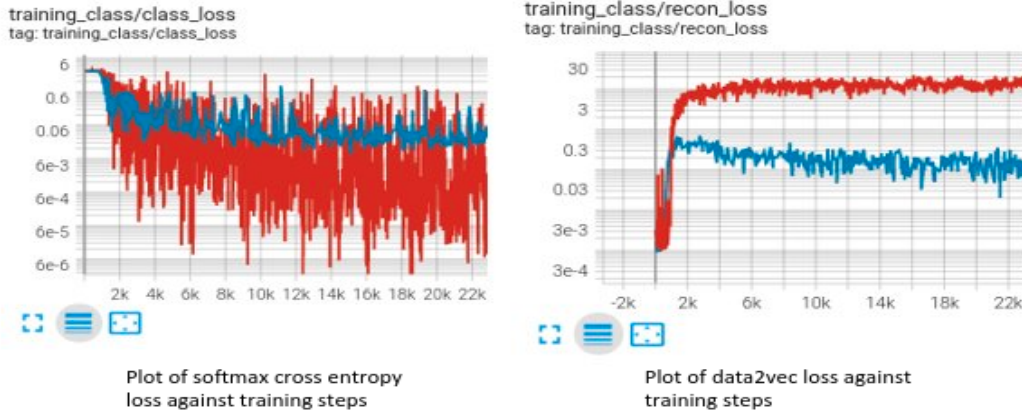 training_class/class_loss
tag: training_class/class_loss
6
0.6
0.06
6e-3
6e-4
6e-5
6e-6
2k 4k 6k 8k 10k 12k 14k 16k 18k 20k 22k
Plot of softmax cross entropy
loss against training steps
training_class/recon_loss
tag: training_class/recon_loss
30
3
0.3
0.03
3e-3
3e-4
-2k 2k 6k 10k 14k 18k 22k
Plot of data2vec loss against
training steps